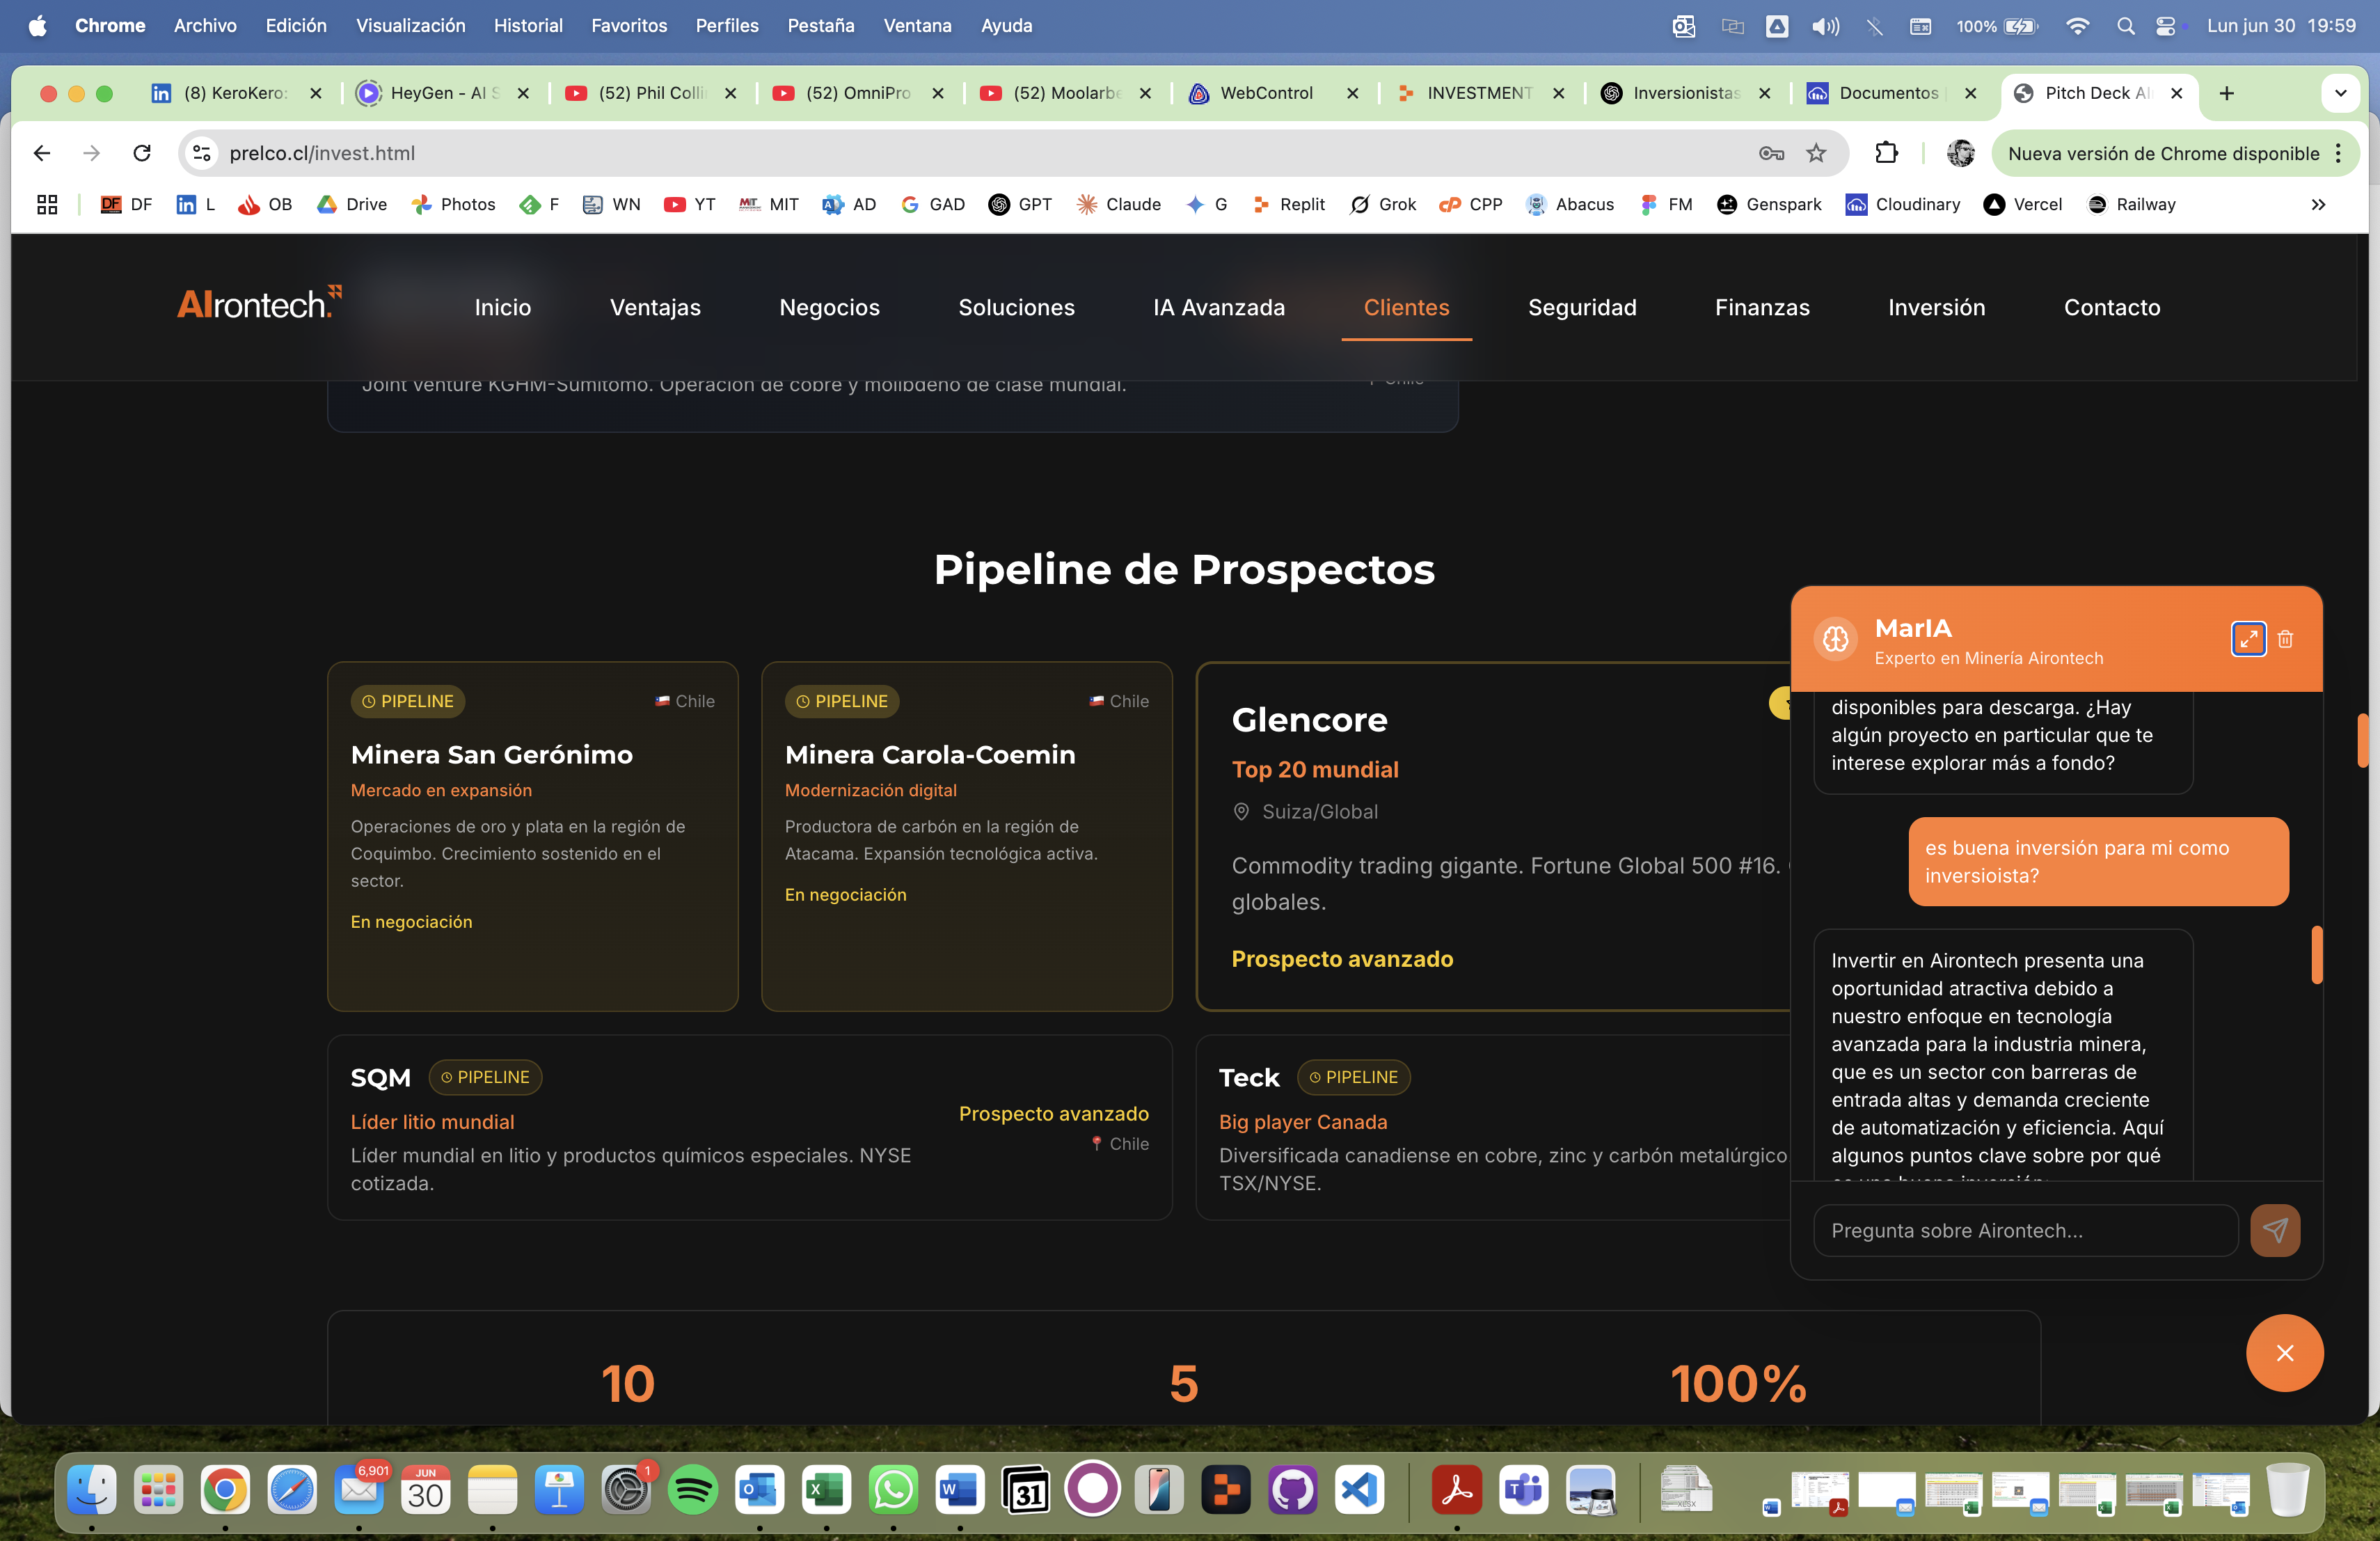 Chrome Archivo Edición Visualización Historial Favoritos Perfiles Pestaña Ventana Ayuda 100% Lun jun 30 19:59
(8) KeroKero: HeyGen - AI S (52) Phil Colli (52) OmniPro (52) Moolarbe WebControl INVESTMENT Inversionistas Documentos Pitch Deck AI
prelco.cl/invest.html Nueva versión de Chrome disponible
DF DF L OB Drive Photos F WN YT MIT MIT AD GAD GPT Claude G Replit Grok CPP Abacus FM Genspark Cloudinary Vercel Railway
AIrontech. Inicio Ventajas Negocios Soluciones IA Avanzada Clientes Seguridad Finanzas Inversión Contacto
Joint venture KGHM-Sumitomo. Operación de cobre y molibdeno de clase mundial. Chile
Pipeline de Prospectos
PIPELINE Chile
Minera San Gerónimo
Mercado en expansión
Operaciones de oro y plata en la región de
Coquimbo. Crecimiento sostenido en el
sector.
En negociación
PIPELINE Chile
Minera Carola-Coemin
Modernización digital
Productora de carbón en la región de
Atacama. Expansión tecnológica activa.
En negociación
Glencore
Top 20 mundial
Suiza/Global
Commodity trading gigante. Fortune Global 500 #16.
globales.
Prospecto avanzado
SQM PIPELINE
Líder litio mundial
Líder mundial en litio y productos químicos especiales. NYSE
cotizada.
Prospecto avanzado
Chile
Teck PIPELINE
Big player Canada
Diversificada canadiense en cobre, zinc y carbón metalúrgico
TSX/NYSE.
10 5 100%
MarIA
Experto en Minería Airontech
disponibles para descarga. ¿Hay
algún proyecto en particular que te
interese explorar más a fondo?
es buena inversión para mi como
inversioista?
Invertir en Airontech presenta una
oportunidad atractiva debido a
nuestro enfoque en tecnología
avanzada para la industria minera,
que es un sector con barreras de
entrada altas y demanda creciente
de automatización y eficiencia. Aquí
algunos puntos clave sobre por qué
es una buena inversión:
Pregunta sobre Airontech...
6,901
JUN
30
1
31
XLSX